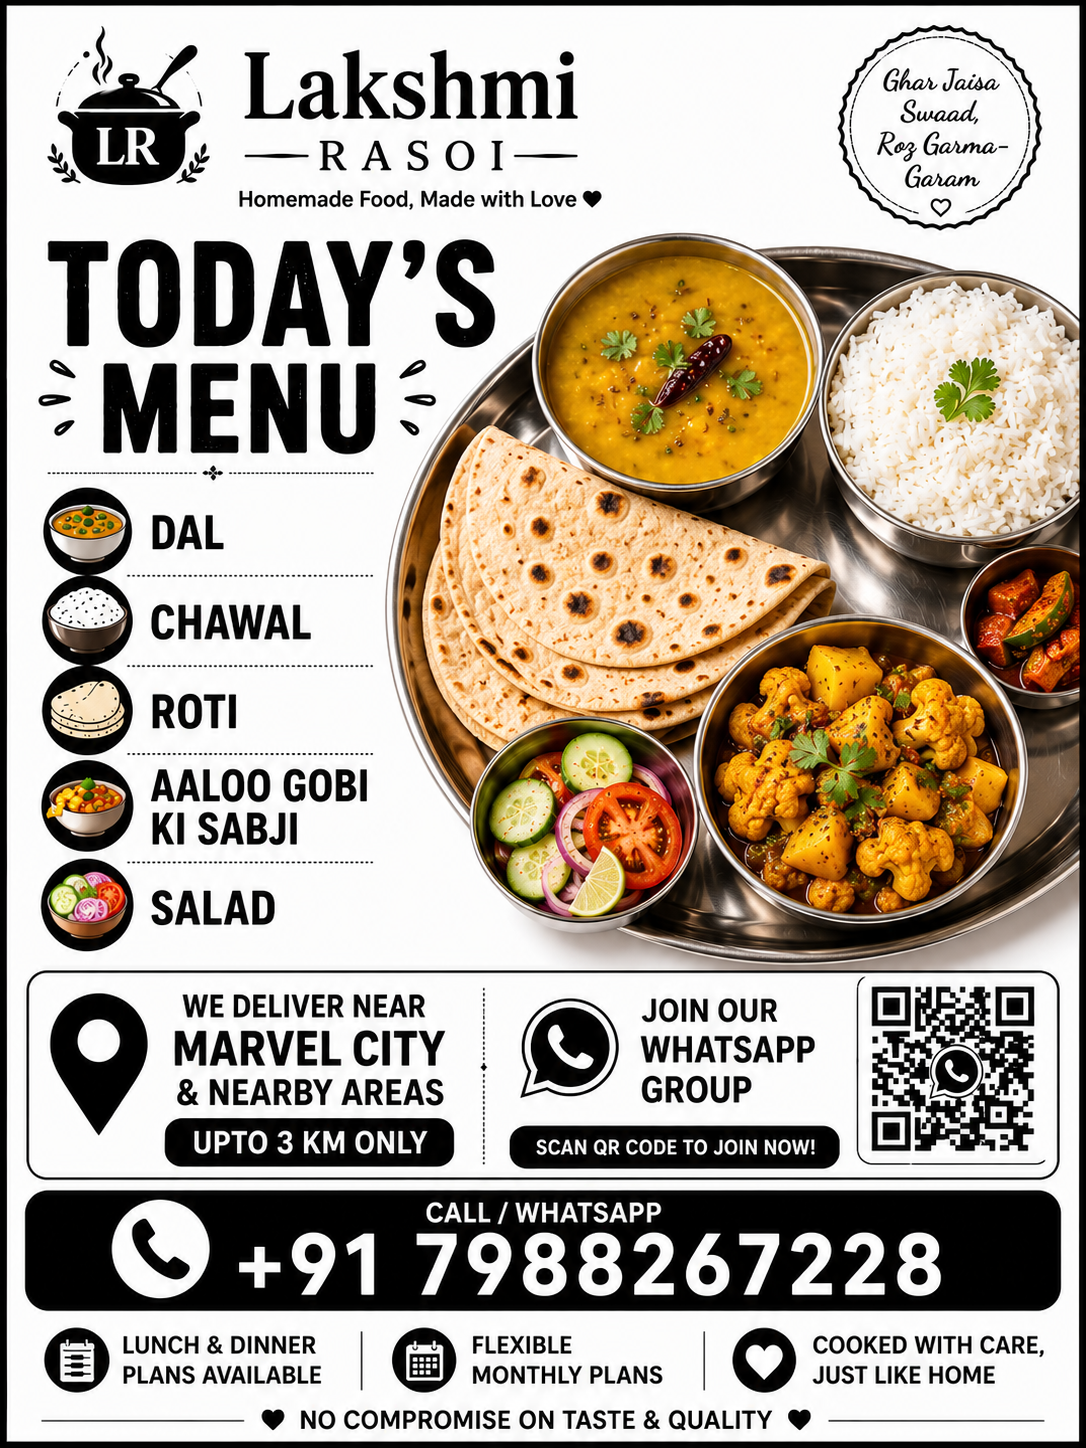 LR
Lakshmi
RASOI
Homemade Food, Made with Love
Ghar Jaisa
Swaad,
Roz Garma-
Garam
TODAY'S
MENU
DAL
CHAWAL
ROTI
AALOO GOBI
KI SABJI
SALAD
WE DELIVER NEAR
MARVEL CITY
& NEARBY AREAS
UPTO 3 KM ONLY
JOIN OUR
WHATSAPP
GROUP
SCAN QR CODE TO JOIN NOW!
CALL / WHATSAPP
+91 7988267228
LUNCH & DINNER
PLANS AVAILABLE
FLEXIBLE
MONTHLY PLANS
COOKED WITH CARE,
JUST LIKE HOME
NO COMPROMISE ON TASTE & QUALITY